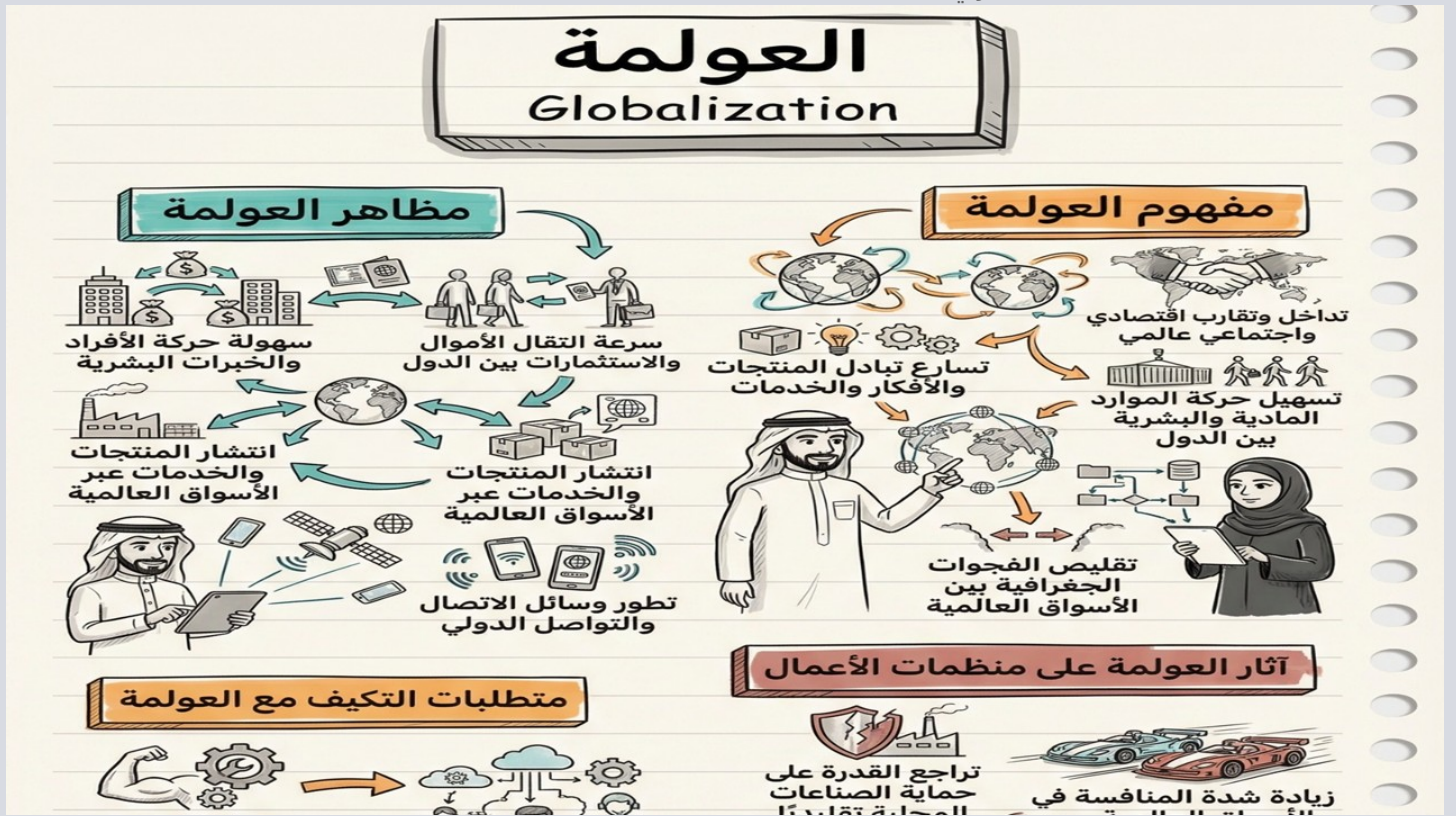 العولمة
Globalization
مفهوم العولمة
تداخل وتقارب اقتصادي
واجتماعي عالمي
تسارع تبادل المنتجات
والأفكار والخدمات
تسهيل حركة الموارد
المادية والبشرية
بين الدول
تقليص الفجوات
الجغرافية بين
الأسواق العالمية
مظاهر العولمة
سرعة التقال الأموال
والاستثمارات بين الدول
سهولة حركة الأفراد
والخبرات البشرية
انتشار المنتجات
والخدمات عبر
الأسواق العالمية
انتشار المنتجات
والخدمات عبر
الأسواق العالمية
تطور وسائل الاتصال
والتواصل الدولي
آثار العولمة على منظمات الأعمال
زيادة شدة المنافسة في
تراجع القدرة على
حماية الصناعات
متطلبات التكيف مع العولمة